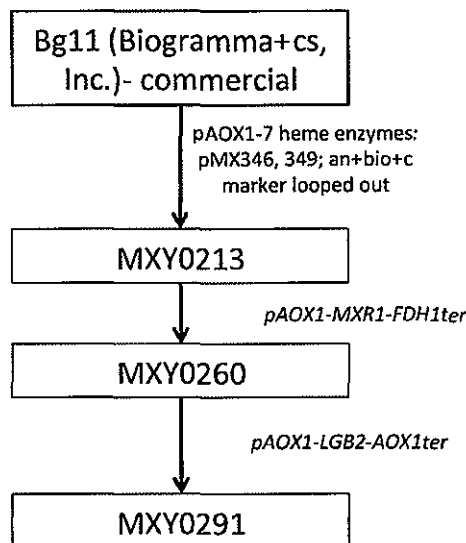 Bg11 (Biogramma+cs,
Inc.)- commercial
pAOX1-7 heme enzymes:
pMX346, 349; an+bio+c
marker looped out
MXY0213
pAOX1-MXR1-FDH1ter
MXY0260
pAOX1-LGB2-AOX1ter
MXY0291